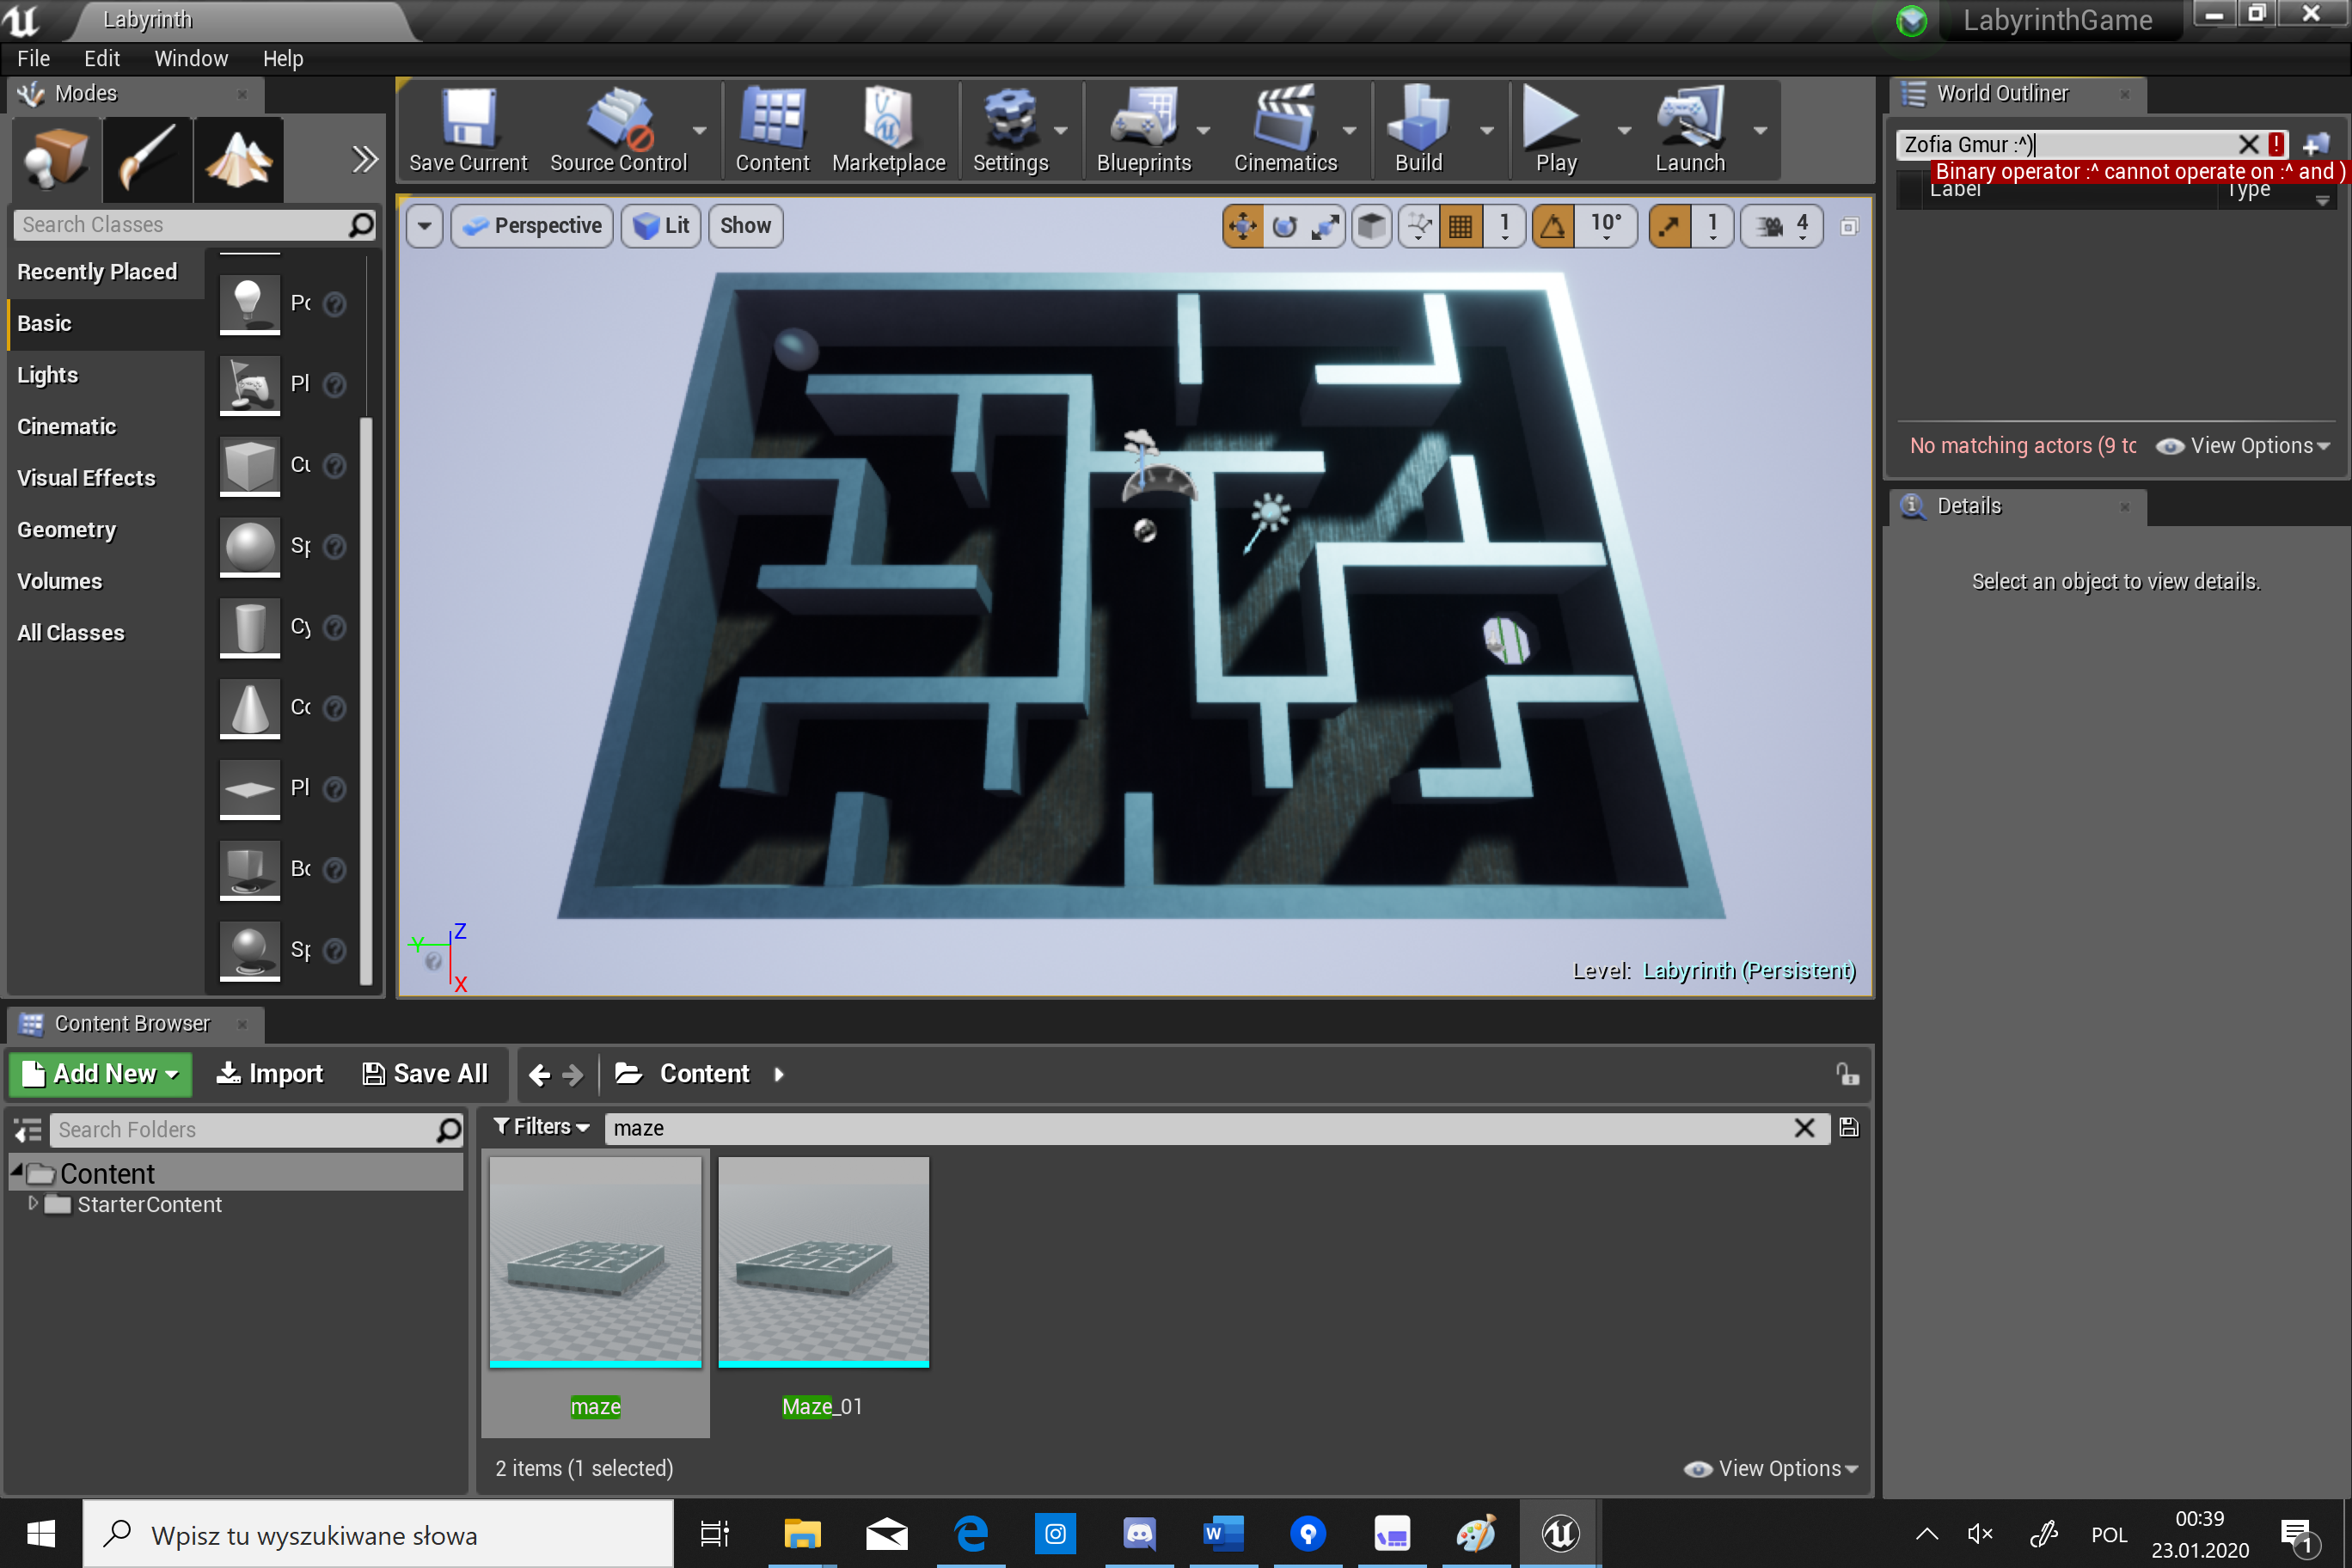 Labyrinth
LabyrinthGame
File Edit Window Help
Modes
Save Current Source Control Content Marketplace Settings Blueprints Cinematics Build Play Launch
World Outliner
Zofia Gmur :^)
Binary operator :^ cannot operate on :^ and )
Label Type
Search Classes
Perspective Lit Show
1 10° 1 4
Recently Placed
Basic
Lights
Cinematic
Visual Effects
Geometry
Volumes
All Classes
Pc
Pl
Cu
Sp
Cy
Cc
Pl
Bc
Sp
No matching actors (9 tc View Options
Details
Select an object to view details.
Z
Y
X
Level: Labyrinth (Persistent)
Content Browser
Add New Import Save All Content
Search Folders
Filters maze
Content
StarterContent
maze Maze_01
2 items (1 selected) View Options
Wpisz tu wyszukiwane słowa
POL
00:39
23.01.2020
1